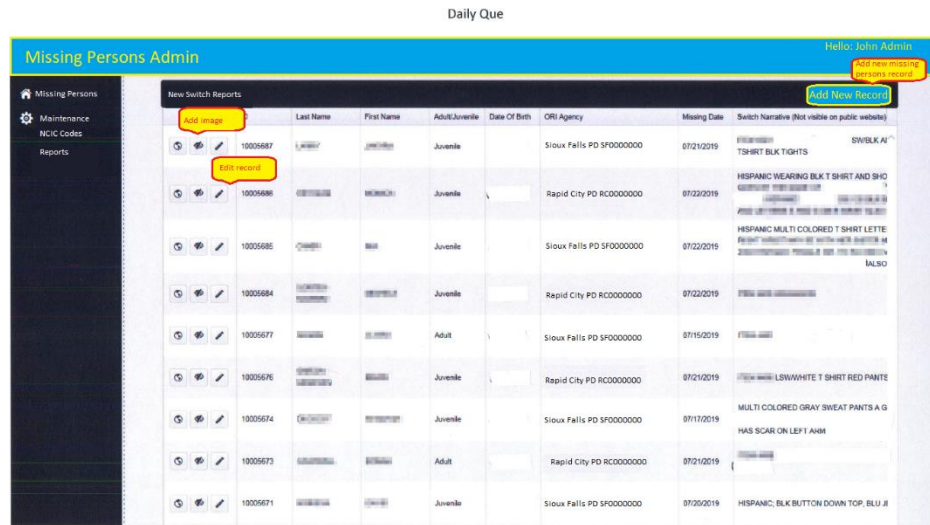 Daily Que
Missing Persons Admin
Hello: John Admin
Add new missing
persons record
Missing Persons
Maintenance
NCIC Codes
Reports
New Switch Reports
Add New Record
Add image
Edit record
Last Name First Name Adult/Juvenile Date Of Birth ORI Agency Missing Date Switch Narrative (Not visible on public website)
10005687 Juvenile Sioux Falls PD SF0000000 07/21/2019 SW/BLK
TSHIRT BLK TIGHTS
10005686 Juvenile Rapid City PD RC0000000 07/22/2019 HISPANIC WEARING BLK T SHIRT AND SHO
10005685 Juvenile Sioux Falls PD SF0000000 07/22/2019 HISPANIC MULTI COLORED T SHIRT LETTE
ALSO
10005684 Juvenile Rapid City PD RC0000000 07/22/2019
10005677 Adult Sioux Falls PD SF0000000 07/15/2019
10005676 Juvenile Rapid City PD RC0000000 07/21/2019 LSW/WHITE T SHIRT RED PANTS
10005674 Juvenile Sioux Falls PD SF0000000 07/17/2019 MULTI COLORED GRAY SWEAT PANTS A G
HAS SCAR ON LEFT ARM
10005673 Adult Rapid City PD RC0000000 07/21/2019
10005671 Juvenile Sioux Falls PD SF0000000 07/20/2019 HISPANIC; BLK BUTTON DOWN TOP, BLU